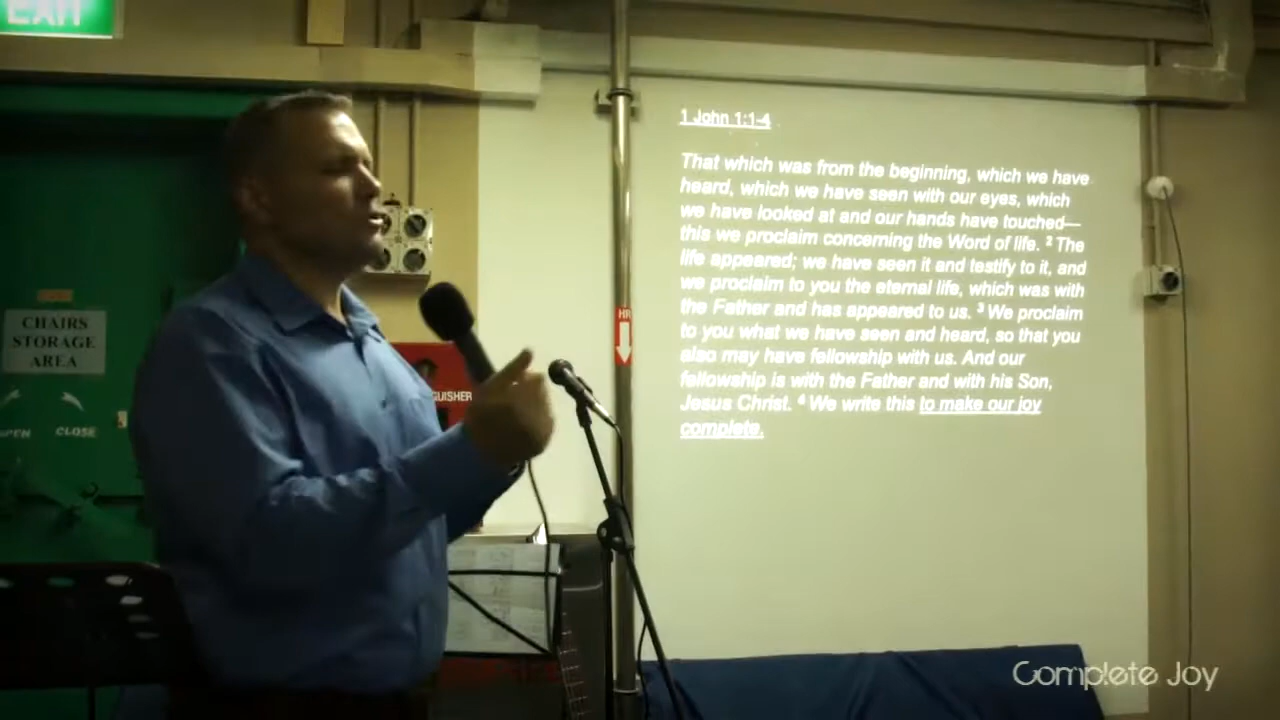 EXIT
CHAIRS
STORAGE
AREA
OPEN CLOSE
GUISHER
HR
1 John 1:1-4
That which was from the beginning, which we have
heard, which we have seen with our eyes, which
we have looked at and our hands have touched—
this we proclaim concerning the Word of life. ² The
life appeared; we have seen it and testify to it, and
we proclaim to you the eternal life, which was with
the Father and has appeared to us. ³ We proclaim
to you what we have seen and heard, so that you
also may have fellowship with us. And our
fellowship is with the Father and with his Son,
Jesus Christ. ⁴ We write this to make our joy
complete.
Complete Joy